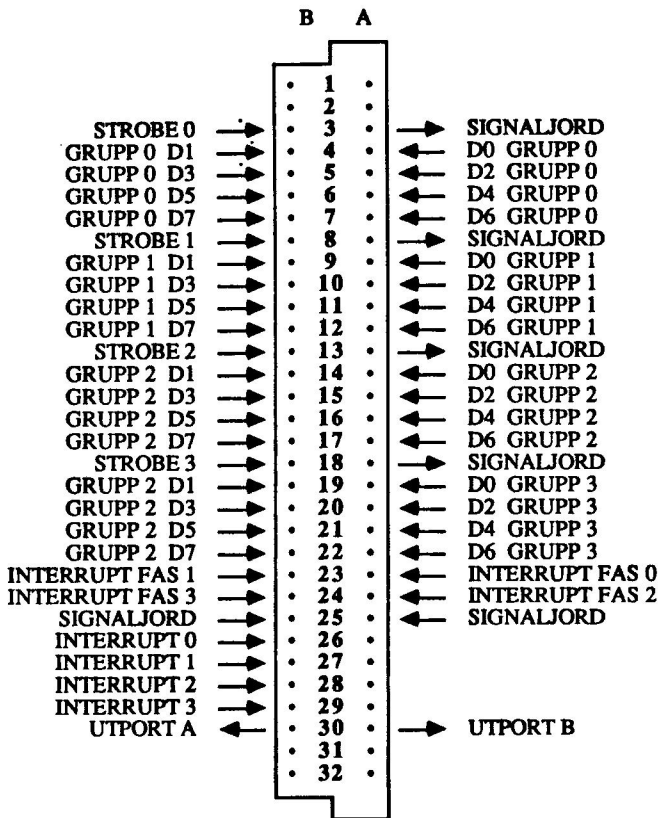 B A
1
2
STROBE 0 3 SIGNALJORD
GRUPP 0 D1 4 D0 GRUPP 0
GRUPP 0 D3 5 D2 GRUPP 0
GRUPP 0 D5 6 D4 GRUPP 0
GRUPP 0 D7 7 D6 GRUPP 0
STROBE 1 8 SIGNALJORD
GRUPP 1 D1 9 D0 GRUPP 1
GRUPP 1 D3 10 D2 GRUPP 1
GRUPP 1 D5 11 D4 GRUPP 1
GRUPP 1 D7 12 D6 GRUPP 1
STROBE 2 13 SIGNALJORD
GRUPP 2 D1 14 D0 GRUPP 2
GRUPP 2 D3 15 D2 GRUPP 2
GRUPP 2 D5 16 D4 GRUPP 2
GRUPP 2 D7 17 D6 GRUPP 2
STROBE 3 18 SIGNALJORD
GRUPP 2 D1 19 D0 GRUPP 3
GRUPP 2 D3 20 D2 GRUPP 3
GRUPP 2 D5 21 D4 GRUPP 3
GRUPP 2 D7 22 D6 GRUPP 3
INTERRUPT FAS 1 23 INTERRUPT FAS 0
INTERRUPT FAS 3 24 INTERRUPT FAS 2
SIGNALJORD 25 SIGNALJORD
INTERRUPT 0 26
INTERRUPT 1 27
INTERRUPT 2 28
INTERRUPT 3 29
UTPORT A 30 UTPORT B
31
32